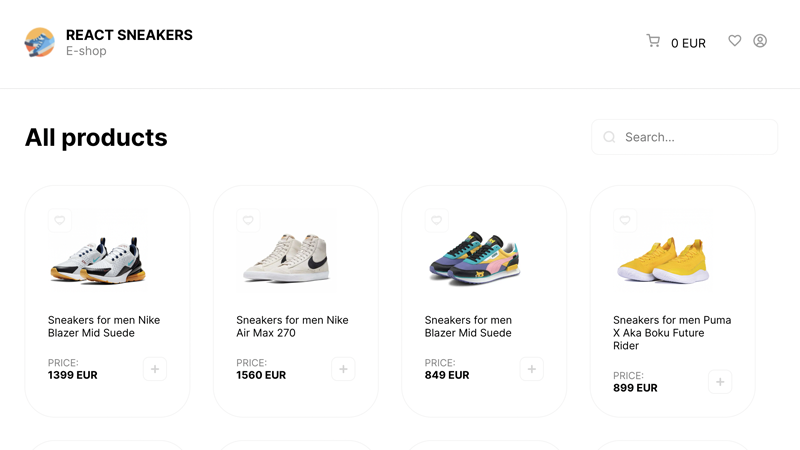 REACT SNEAKERS
E-shop
0 EUR
All products
Search...
Sneakers for men Nike
Blazer Mid Suede
PRICE:
1399 EUR
Sneakers for men Nike
Air Max 270
PRICE:
1560 EUR
Sneakers for men
Blazer Mid Suede
PRICE:
849 EUR
Sneakers for men Puma
X Aka Boku Future
Rider
PRICE:
899 EUR